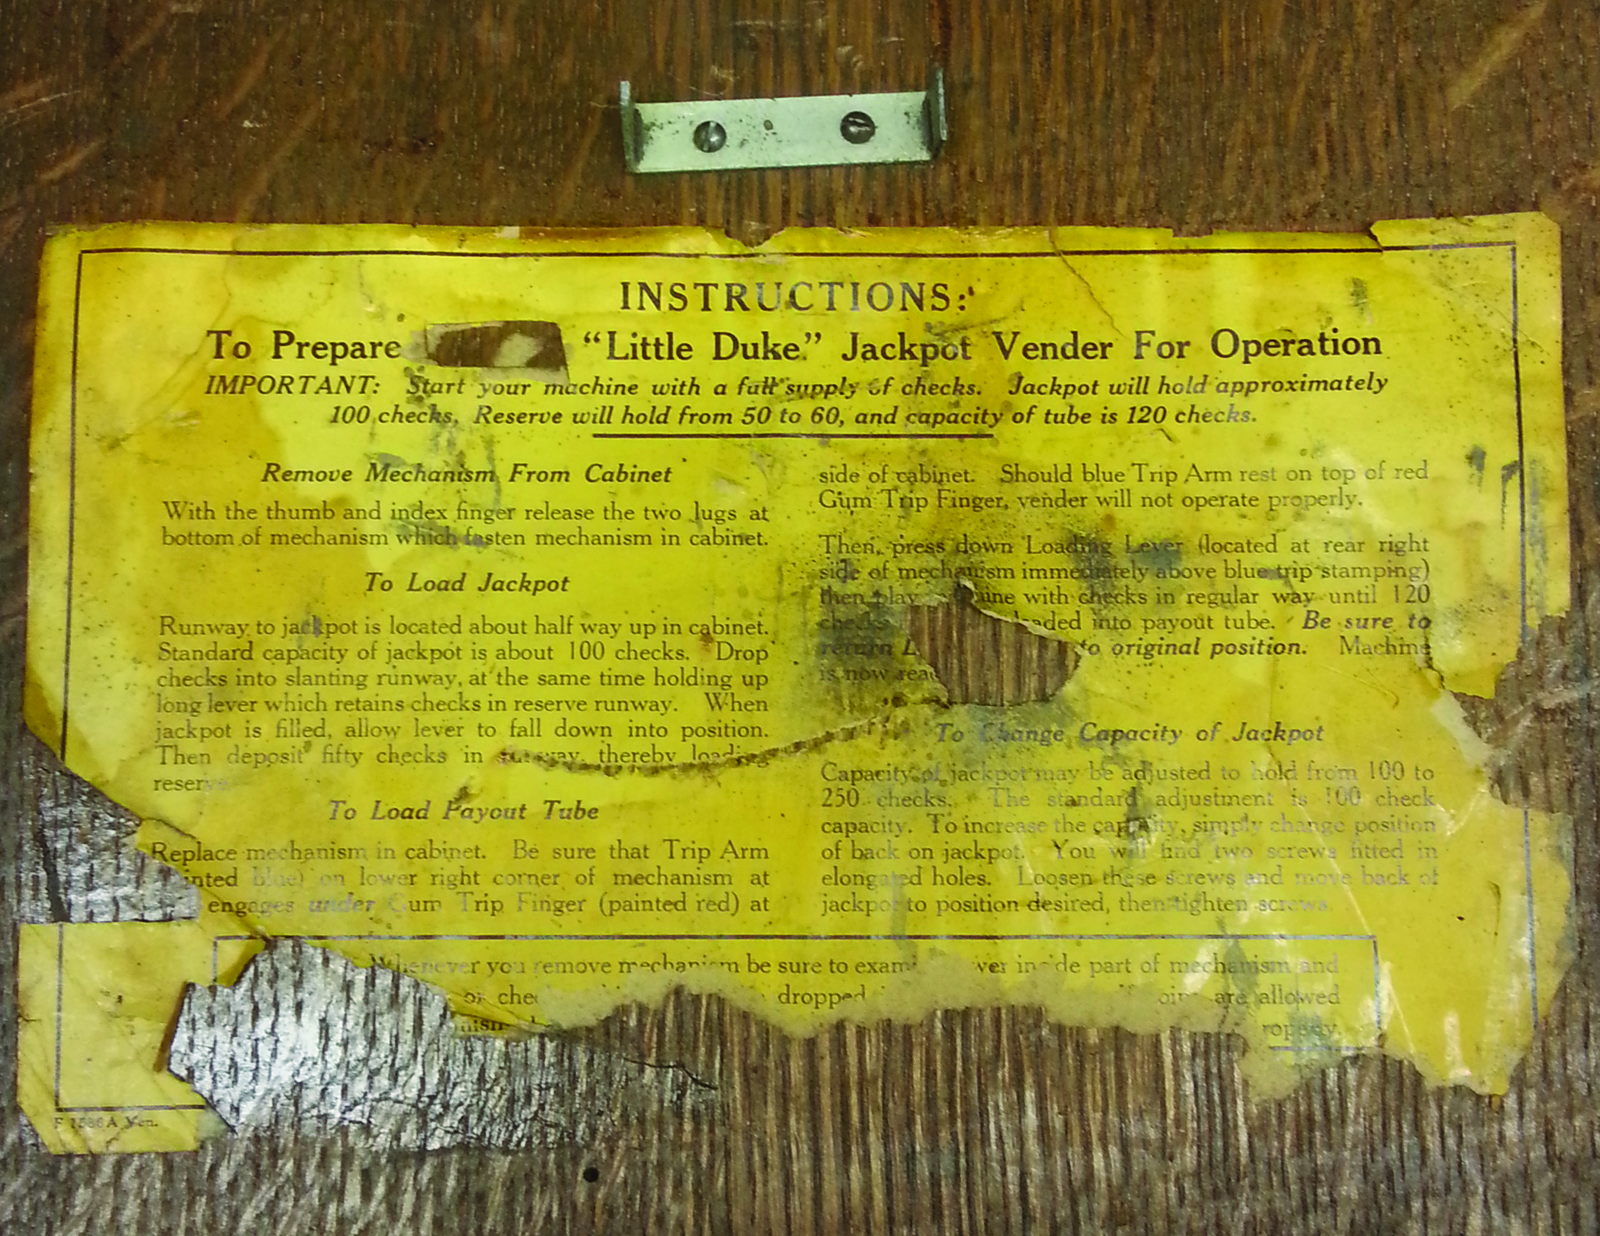 INSTRUCTIONS:
To Prepare "Little Duke" Jackpot Vender For Operation
IMPORTANT: Start your machine with a full supply of checks. Jackpot will hold approximately
100 checks, Reserve will hold from 50 to 60, and capacity of tube is 120 checks.
Remove Mechanism From Cabinet
With the thumb and index finger release the two lugs at
bottom of mechanism which fasten mechanism in cabinet.
To Load Jackpot
Runway to jackpot is located about half way up in cabinet.
Standard capacity of jackpot is about 100 checks. Drop
checks into slanting runway, at the same time holding up
long lever which retains checks in reserve runway. When
jackpot is filled, allow lever to fall down into position.
Then deposit fifty checks in runway, thereby loading
reserve
To Load Payout Tube
Replace mechanism in cabinet. Be sure that Trip Arm
blue) on lower right corner of mechanism at
engages under Gum Trip Finger (painted red) at
side of cabinet. Should blue Trip Arm rest on top of red
Gum Trip Finger, vender will not operate properly.
Then, press down Loading Lever (located at rear right
side of mechanism immediately above blue trip stamping)
then play with checks in regular way until 120
checks into payout tube. Be sure to
return to original position. Machine
is now
To Change Capacity of Jackpot
Capacity of jackpot may be adjusted to hold from 100 to
250 checks. The standard adjustment is 100 check
capacity. To increase the capacity, simply change position
of back on jackpot. You will find two screws fitted in
elongated holes. Loosen these screws and move back of
jackpot to position desired, then tighten screws.
Whenever you remove mechanism be sure to inside part of mechanism and
or dropped are allowed